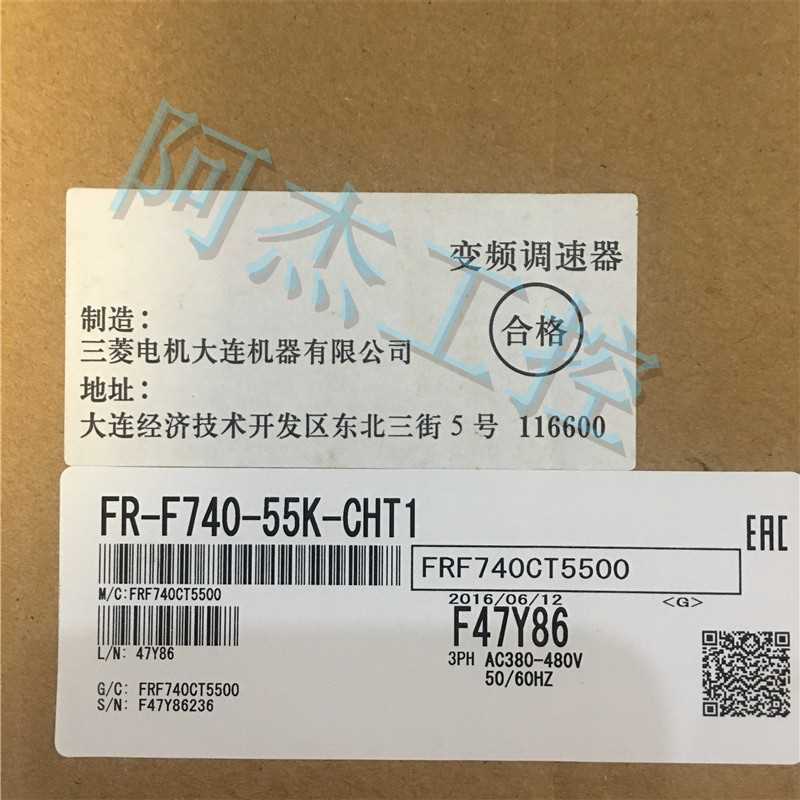 阿杰工控
变频调速器
合格
制造：
三菱电机大连机器有限公司
地址：
大连经济技术开发区东北三街 5 号 116600
FR-F740-55K-CHT1
EAC
FRF740CT5500
M/C:FRF740CT5500
2016/06/12
<G>
F47Y86
L/N: 47Y86
3PH AC380-480V
50/60HZ
G/C: FRF740CT5500
S/N: F47Y86236